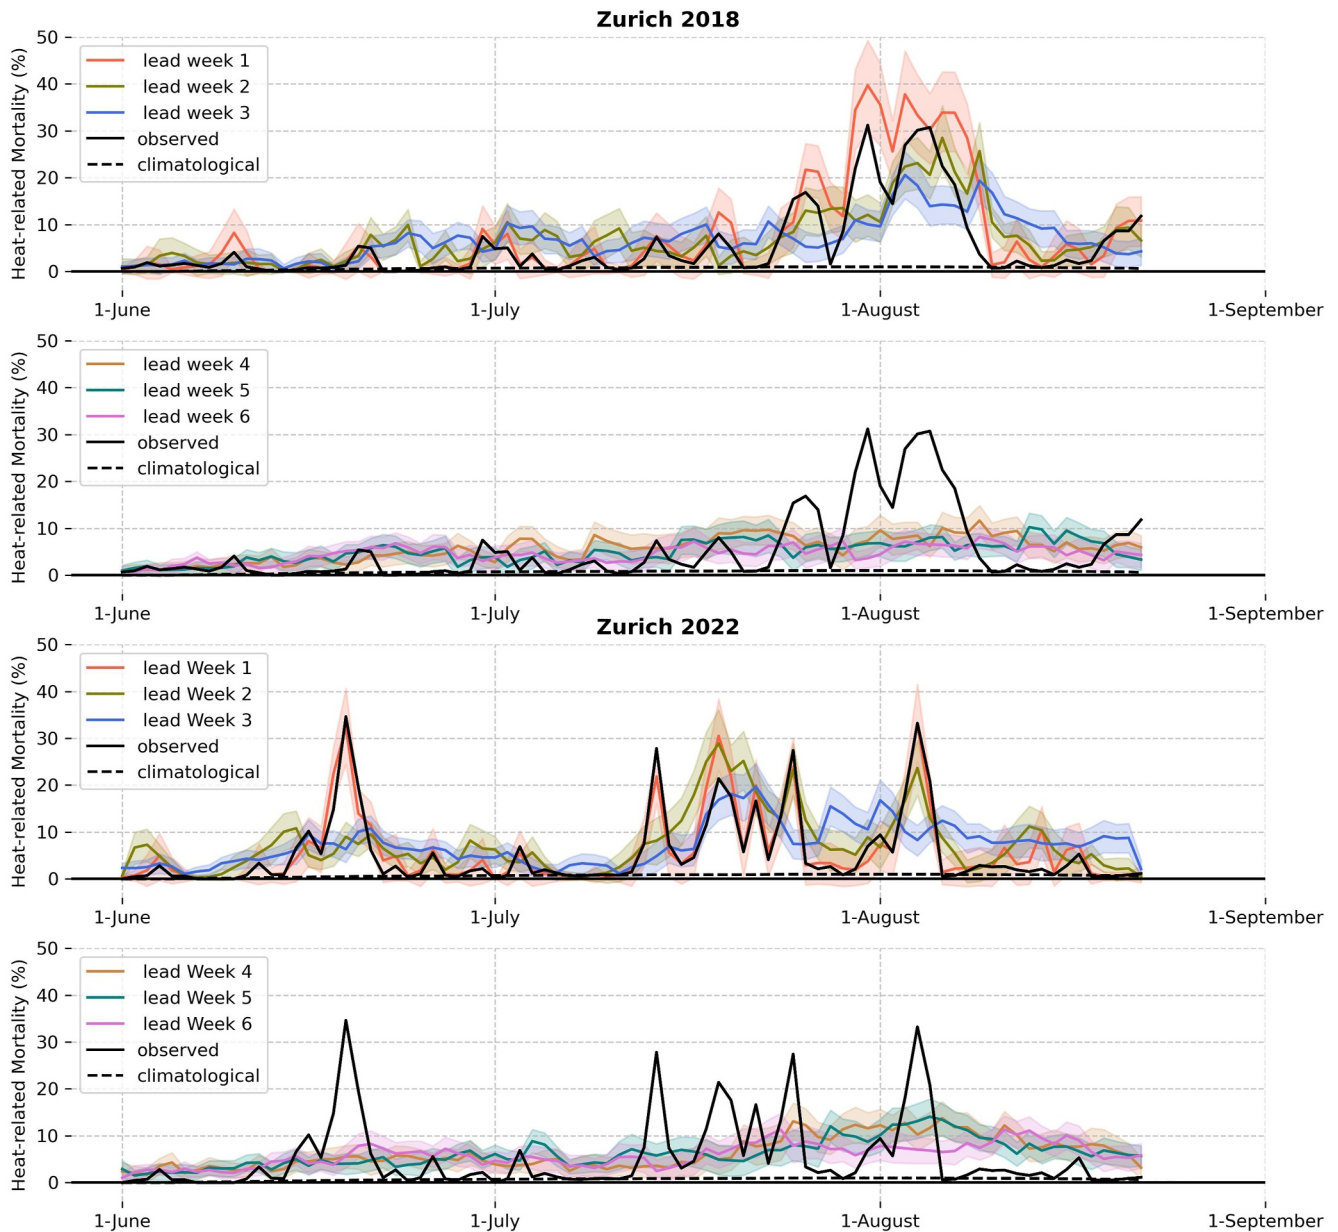 Zurich 2018
Heat-related Mortality (%)
50
40
30
20
10
0
lead week 1
lead week 2
lead week 3
observed
climatological
1-June
1-July
1-August
1-September
Heat-related Mortality (%)
50
40
30
20
10
0
lead week 4
lead week 5
lead week 6
observed
climatological
1-June
1-July
1-August
1-September
Zurich 2022
Heat-related Mortality (%)
50
40
30
20
10
0
lead Week 1
lead Week 2
lead Week 3
observed
climatological
1-June
1-July
1-August
1-September
Heat-related Mortality (%)
50
40
30
20
10
0
lead Week 4
lead Week 5
lead Week 6
observed
climatological
1-June
1-July
1-August
1-September